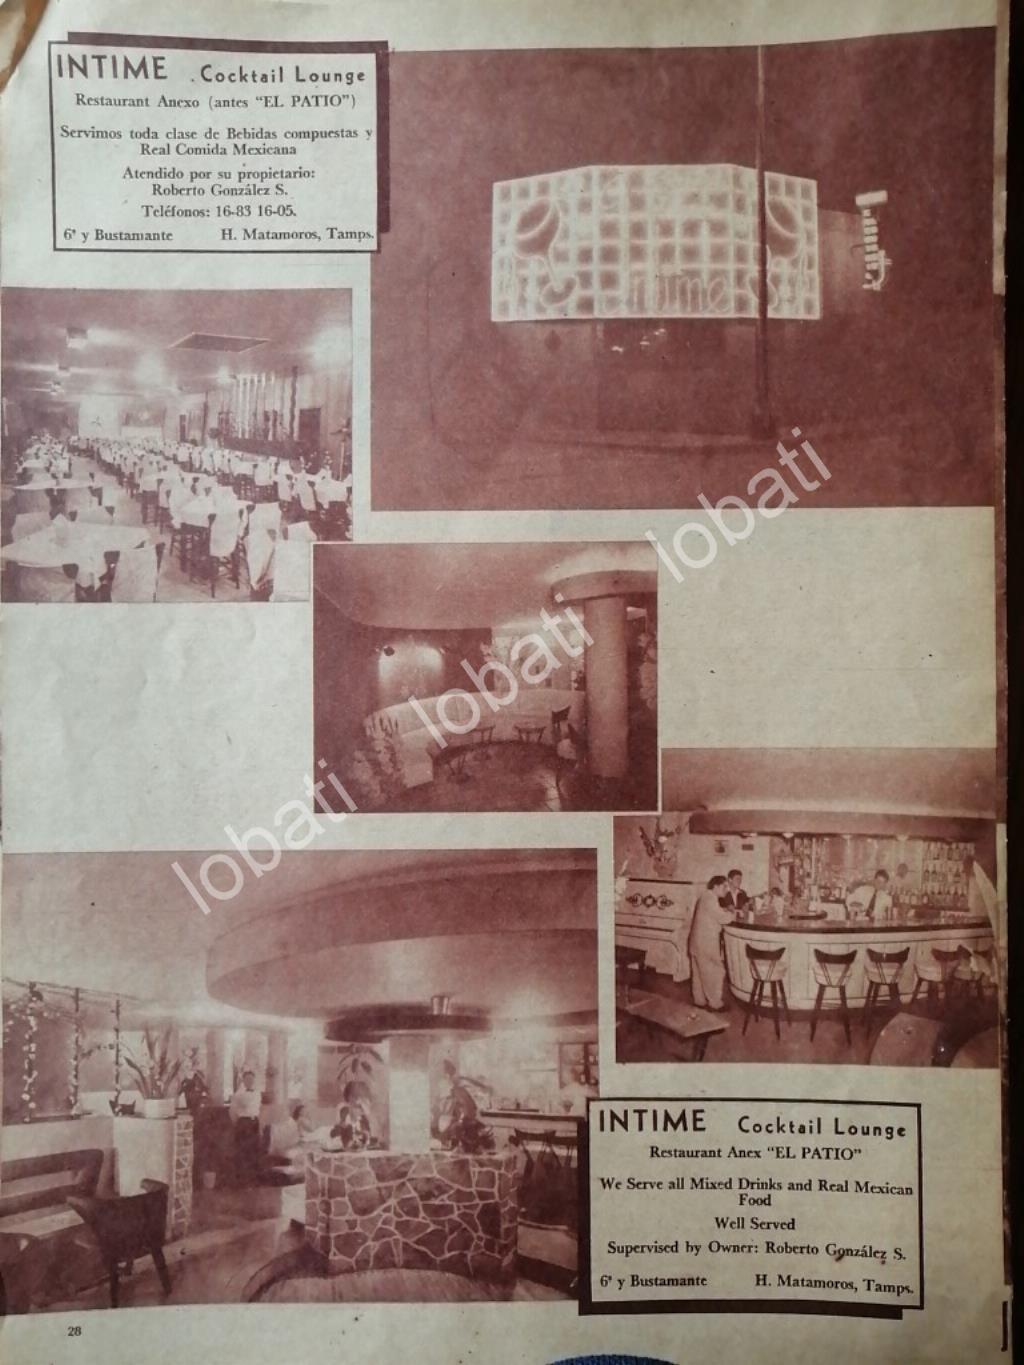 INTIME Cocktail Lounge
Restaurant Anexo (antes "EL PATIO")
Servimos toda clase de Bebidas compuestas y
Real Comida Mexicana
Atendido por su propietario:
Roberto González S.
Teléfonos: 16-83 16-05.
6ª y Bustamante H. Matamoros, Tamps.
Intime
lobati
lobati
lobati
INTIME Cocktail Lounge
Restaurant Anex "EL PATIO"
We Serve all Mixed Drinks and Real Mexican
Food
Well Served
Supervised by Owner: Roberto González S.
6ª y Bustamante H. Matamoros, Tamps.
28